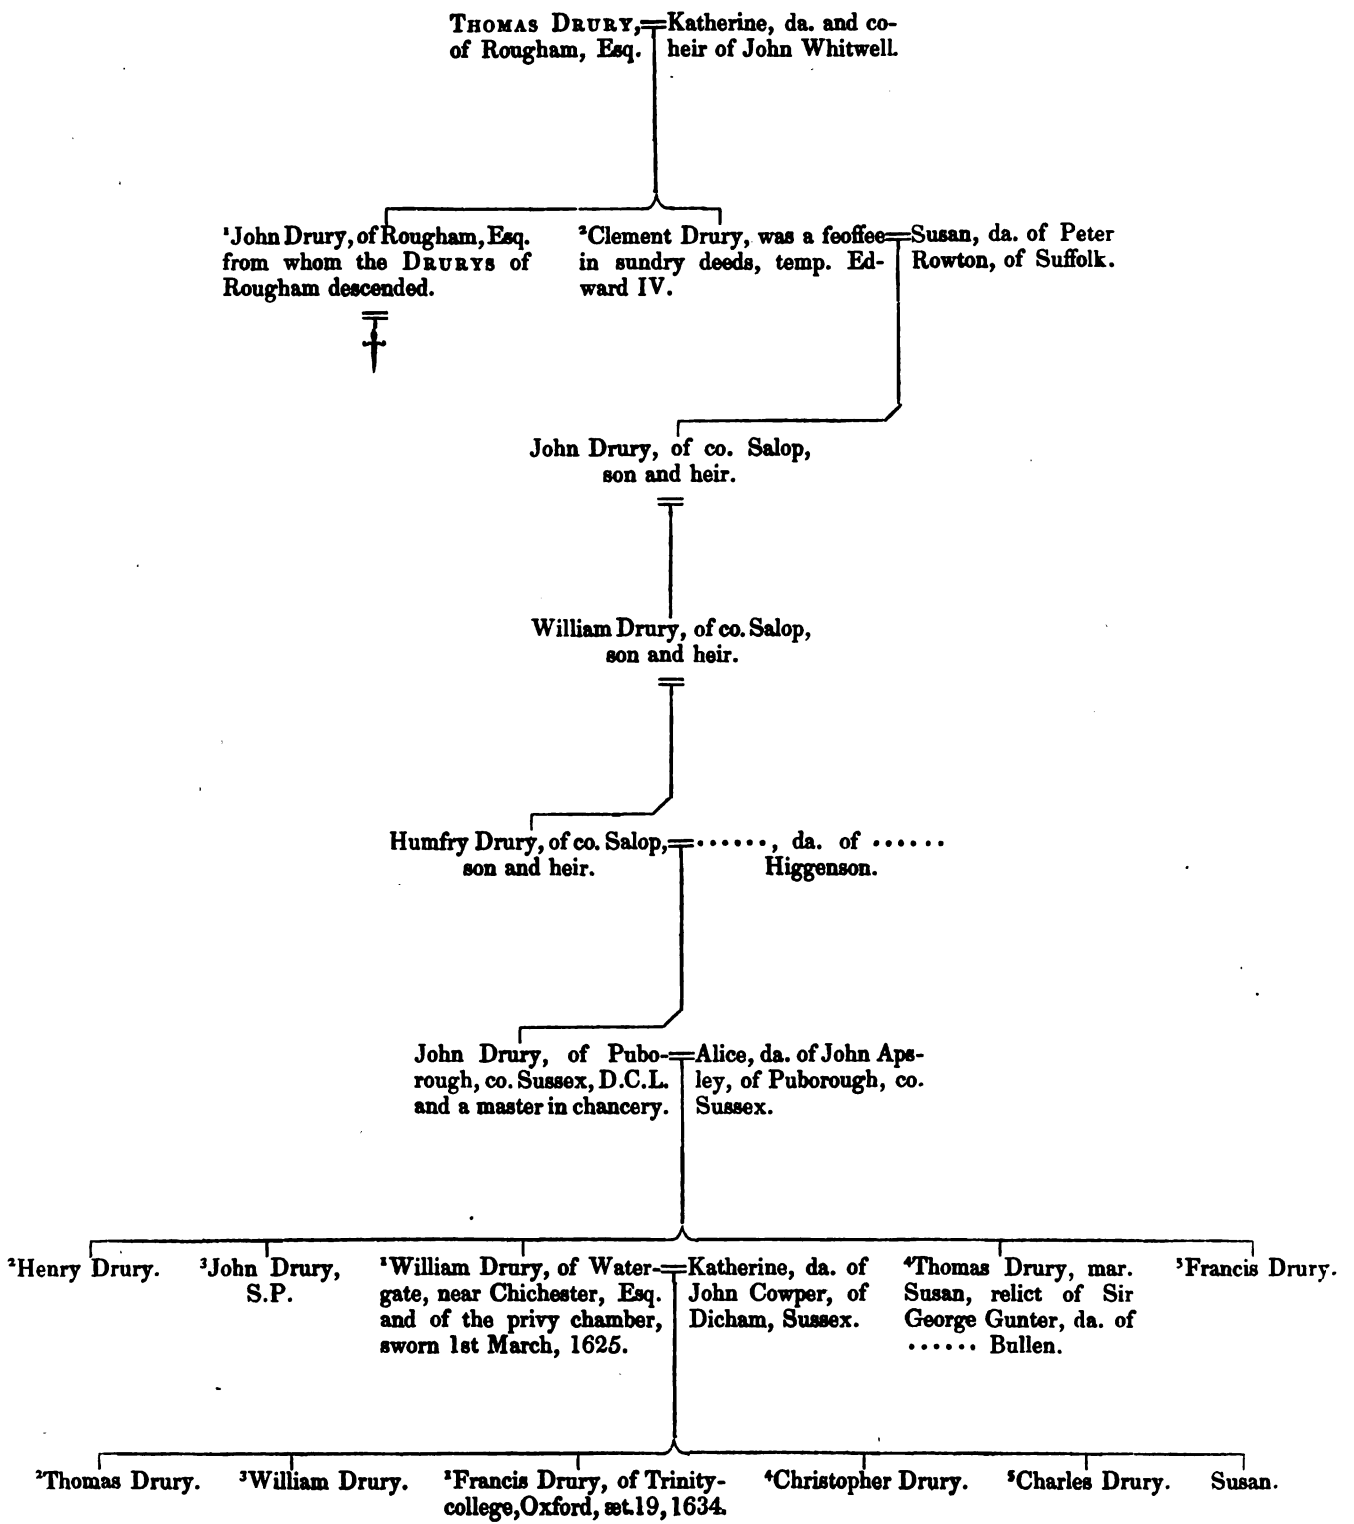 THOMAS DRURY, of Rougham, Esq.
Katherine, da. and co-
heir of John Whitwell.
¹John Drury, of Rougham, Esq.
from whom the DRURYS of
Rougham descended.
²Clement Drury, was a feoffee
in sundry deeds, temp. Ed-
ward IV.
Susan, da. of Peter
Rowton, of Suffolk.
John Drury, of co. Salop,
son and heir.
William Drury, of co. Salop,
son and heir.
Humfry Drury, of co. Salop,
son and heir.
······, da. of ······
Higgenson.
John Drury, of Pubo-
rough, co. Sussex, D.C.L.
and a master in chancery.
Alice, da. of John Aps-
ley, of Puborough, co.
Sussex.
²Henry Drury.
³John Drury,
S.P.
¹William Drury, of Water-
gate, near Chichester, Esq.
and of the privy chamber,
sworn 1st March, 1625.
Katherine, da. of
John Cowper, of
Dicham, Sussex.
⁴Thomas Drury, mar.
Susan, relict of Sir
George Gunter, da. of
······ Bullen.
⁵Francis Drury.
²Thomas Drury.
³William Drury.
¹Francis Drury, of Trinity-
college, Oxford, æt. 19, 1634.
⁴Christopher Drury.
⁵Charles Drury.
Susan.